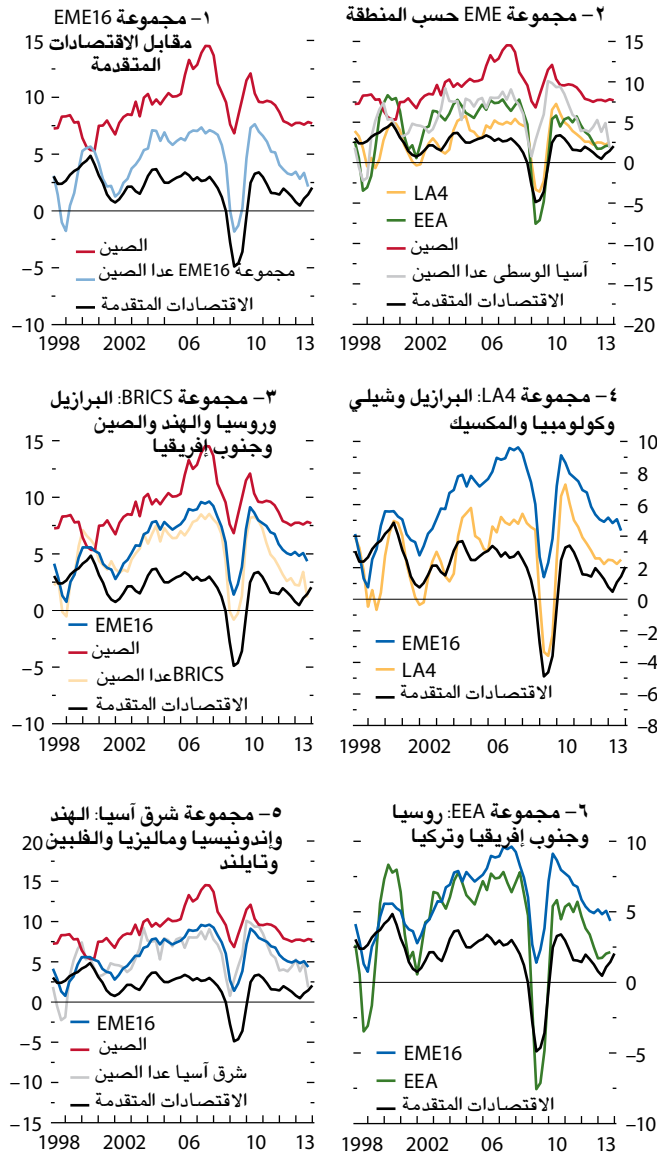 ١- مجموعة EME16
مقابل الاقتصادات
المتقدمة
15
10
5
0
–5
–10
الصين
مجموعة EME16 عدا الصين
الاقتصادات المتقدمة
1998 2002 06 10 13
٢- مجموعة EME حسب المنطقة
15
10
5
0
–5
–10
–15
–20
LA4
EEA
الصين
آسيا الوسطى عدا الصين
الاقتصادات المتقدمة
1998 2002 06 10 13
٣- مجموعة BRICS: البرازيل
وروسيا والهند والصين
وجنوب إفريقيا
15
10
5
0
–5
–10
EME16
الصين
BRICS عدا الصين
الاقتصادات المتقدمة
1998 2002 06 10 13
٤- مجموعة LA4: البرازيل وشيلي
وكولومبيا والمكسيك
10
8
6
4
2
0
–2
–4
–6
–8
EME16
LA4
الاقتصادات المتقدمة
1998 2002 06 10 13
٥- مجموعة شرق آسيا: الهند
وإندونيسيا وماليزيا والفلبين
وتايلند
20
15
10
5
0
–5
–10
–15
EME16
الصين
شرق آسيا عدا الصين
الاقتصادات المتقدمة
1998 2002 06 10 13
٦- مجموعة EEA: روسيا
وجنوب إفريقيا وتركيا
10
5
0
–5
–10
EME16
EEA
الاقتصادات المتقدمة
1998 2002 06 10 13